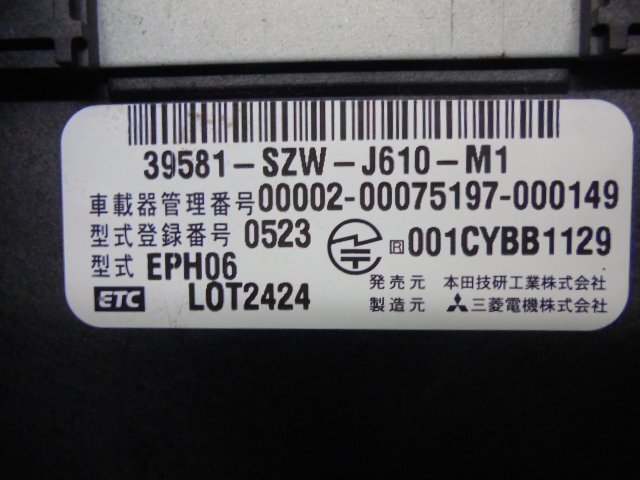 39581-SZW-J610-M1
車載器管理番号00002-00075197-000149
型式登録番号 0523
R 001CYBB1129
型式 EPH06
発売元 本田技研工業株式会社
ETC LOT2424
製造元 三菱電機株式会社